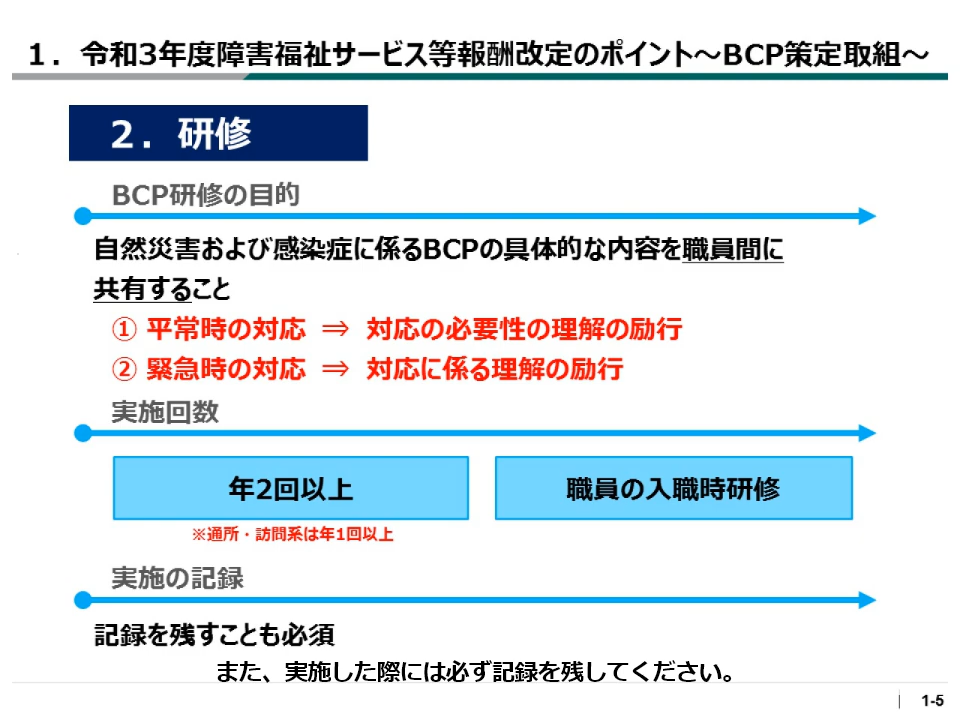 1．令和3年度障害福祉サービス等報酬改定のポイント～BCP策定取組～
2．研修
BCP研修の目的
自然災害および感染症に係るBCPの具体的な内容を職員間に
共有すること
① 平常時の対応 ⇒ 対応の必要性の理解の励行
② 緊急時の対応 ⇒ 対応に係る理解の励行
実施回数
年2回以上
職員の入職時研修
※通所・訪問系は年1回以上
実施の記録
記録を残すことも必須
また、実施した際には必ず記録を残してください。
| 1-5